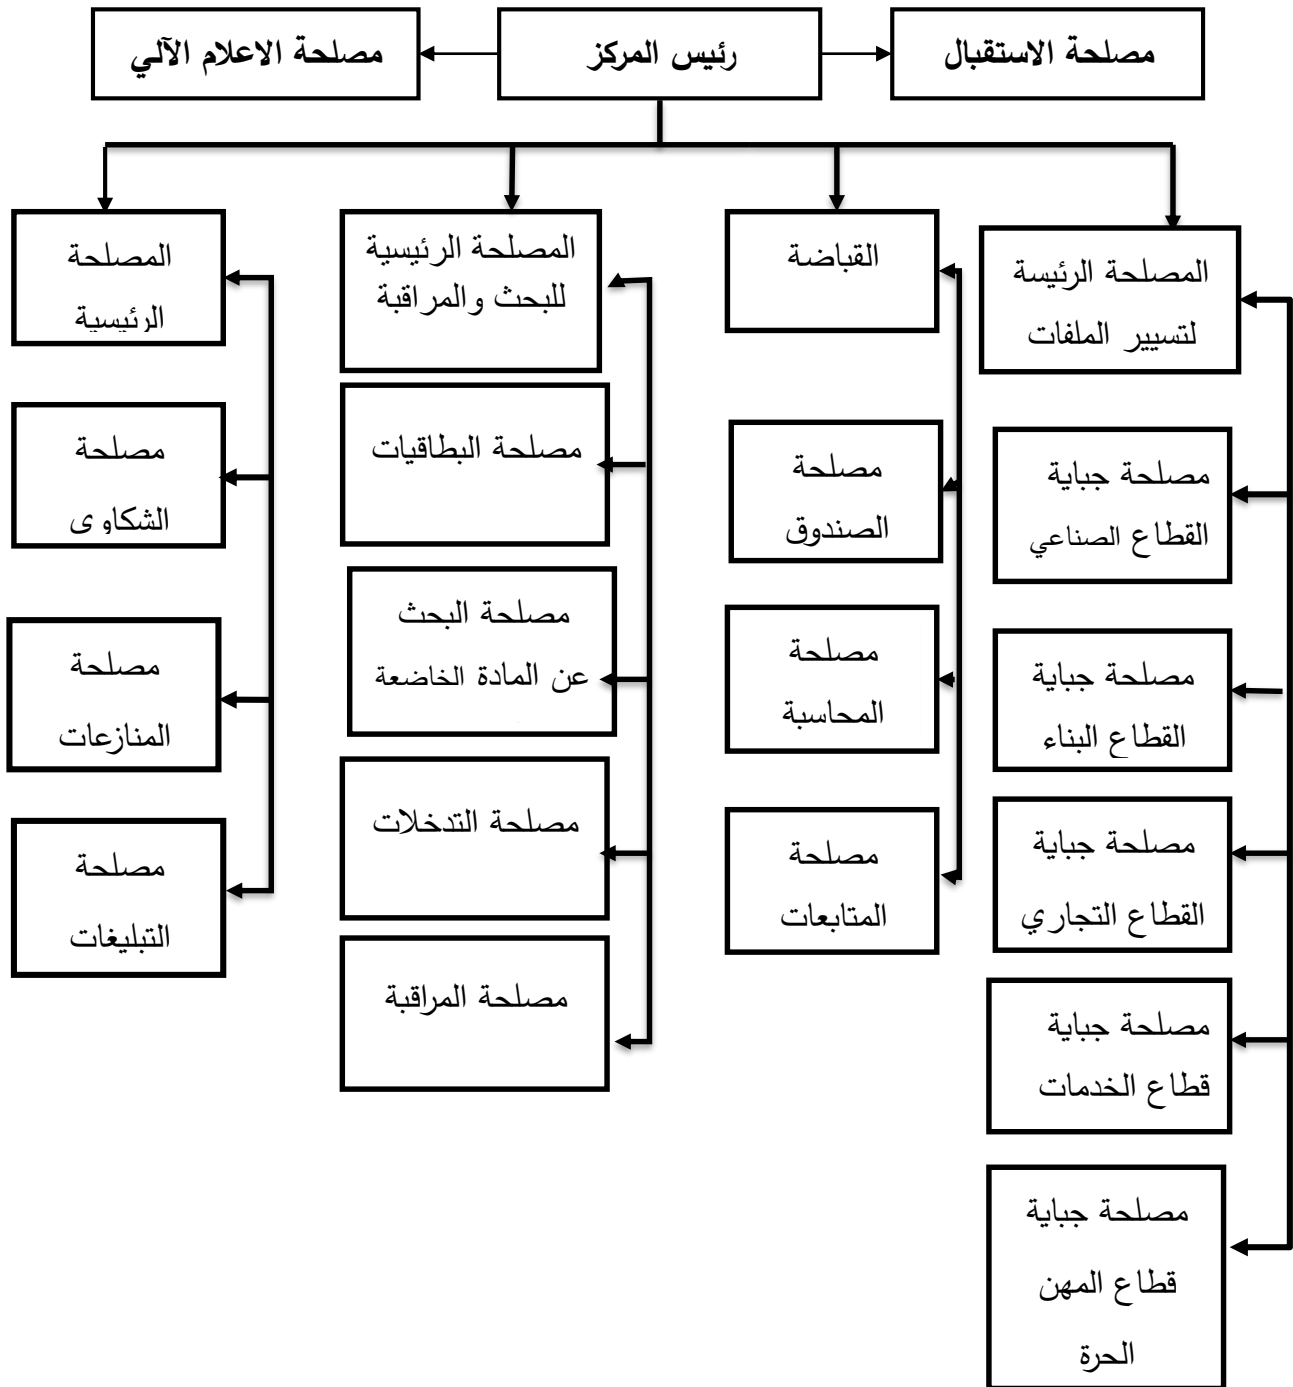 مصلحة الاستقبال
رئيس المركز
مصلحة الاعلام الآلي
المصلحة الرئيسة
لتسيير الملفات
مصلحة جباية
القطاع الصناعي
مصلحة جباية
القطاع البناء
مصلحة جباية
القطاع التجاري
مصلحة جباية
قطاع الخدمات
مصلحة جباية
قطاع المهن
الحرة
القباضة
مصلحة
الصندوق
مصلحة
المحاسبة
مصلحة
المتابعات
المصلحة الرئيسية
للبحث والمراقبة
مصلحة البطاقيات
مصلحة البحث
عن المادة الخاضعة
مصلحة التدخلات
مصلحة المراقبة
المصلحة
الرئيسية
مصلحة
الشكاوى
مصلحة
المنازعات
مصلحة
التبليغات